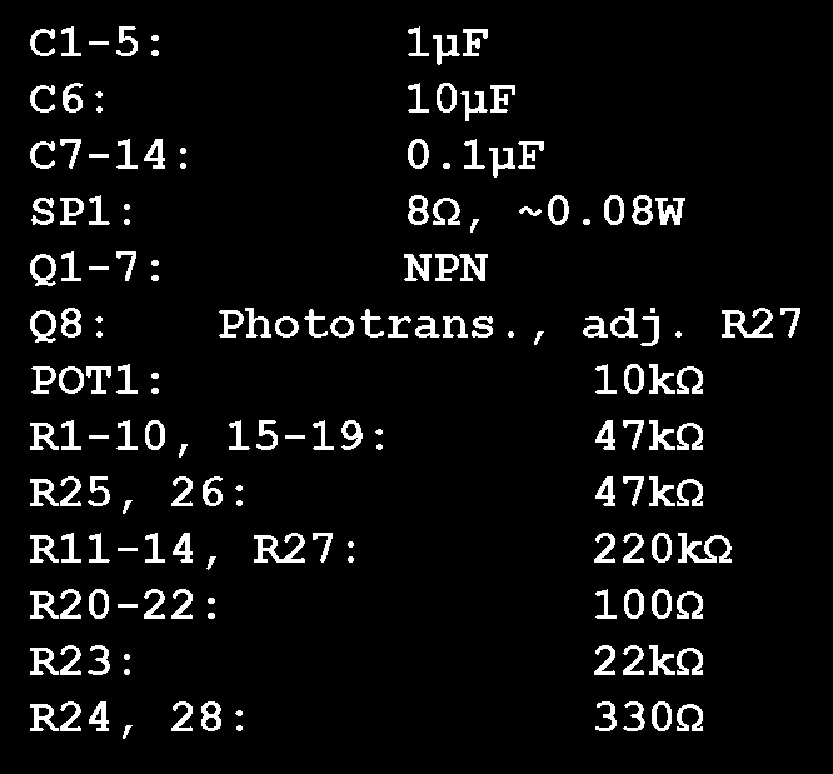 C1-5: 1µF
C6: 10µF
C7-14: 0.1µF
SP1: 8Ω, ~0.08W
Q1-7: NPN
Q8: Phototrans., adj. R27
POT1: 10kΩ
R1-10, 15-19: 47kΩ
R25, 26: 47kΩ
R11-14, R27: 220kΩ
R20-22: 100Ω
R23: 22kΩ
R24, 28: 330Ω